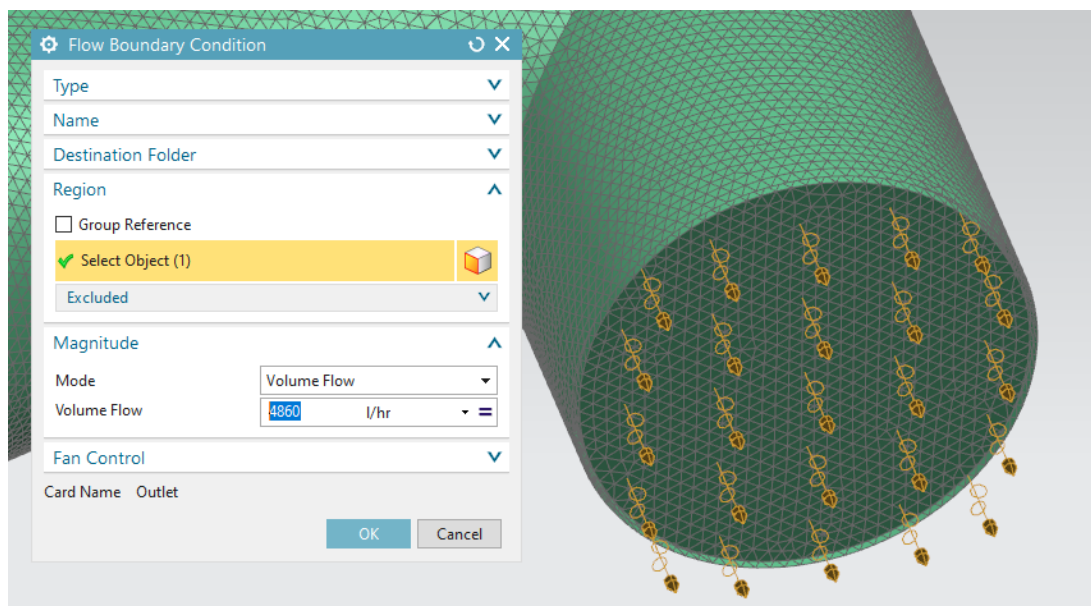 Flow Boundary Condition
Type
Name
Destination Folder
Region
Group Reference
Select Object (1)
Excluded
Magnitude
Mode Volume Flow
Volume Flow 4860 l/hr =
Fan Control
Card Name Outlet
OK Cancel